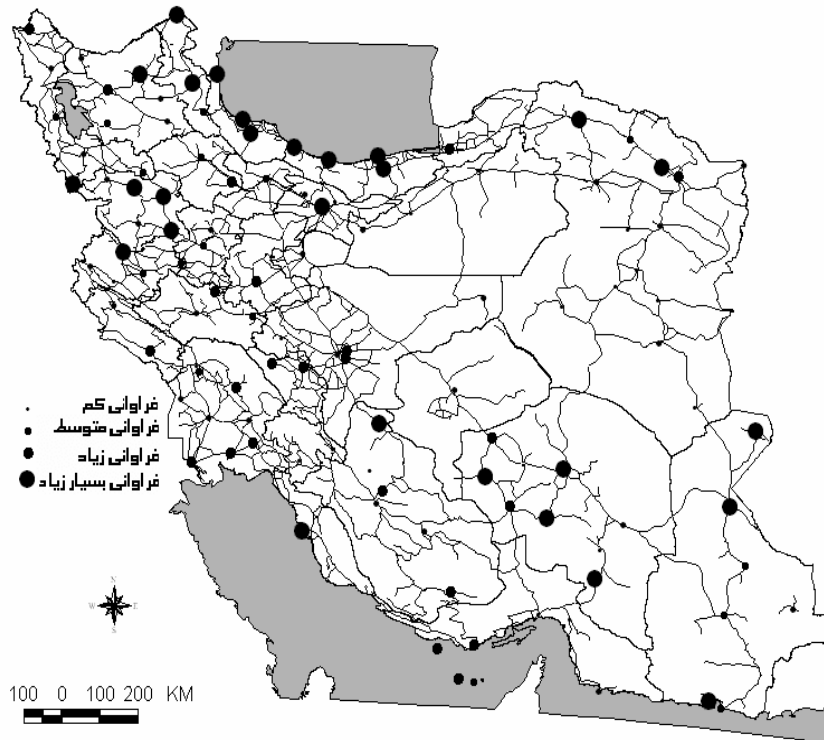 فراوانی کم
فراوانی متوسط
فراوانی زیاد
فراوانی بسیار زیاد
N
W E
S
100 0 100 200 KM